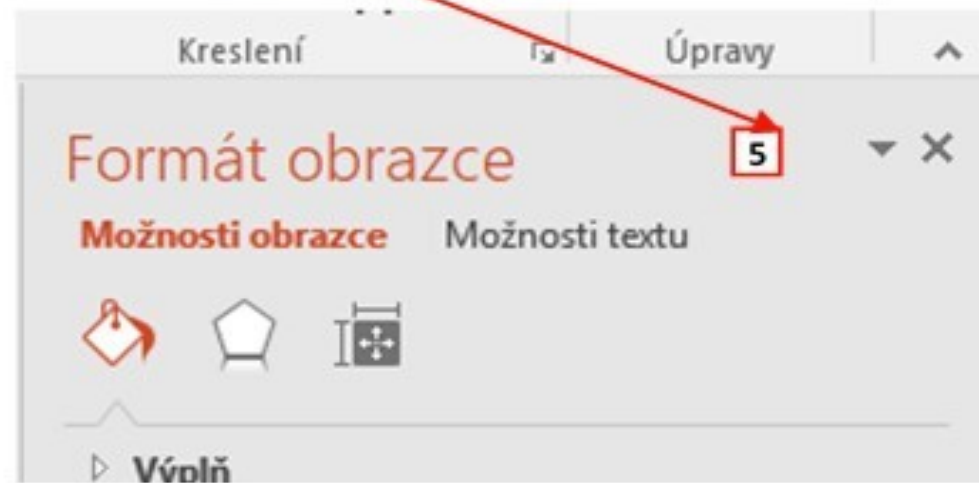 Kreslení Úpravy
Formát obrazce 5
Možnosti obrazce Možnosti textu
Výplň